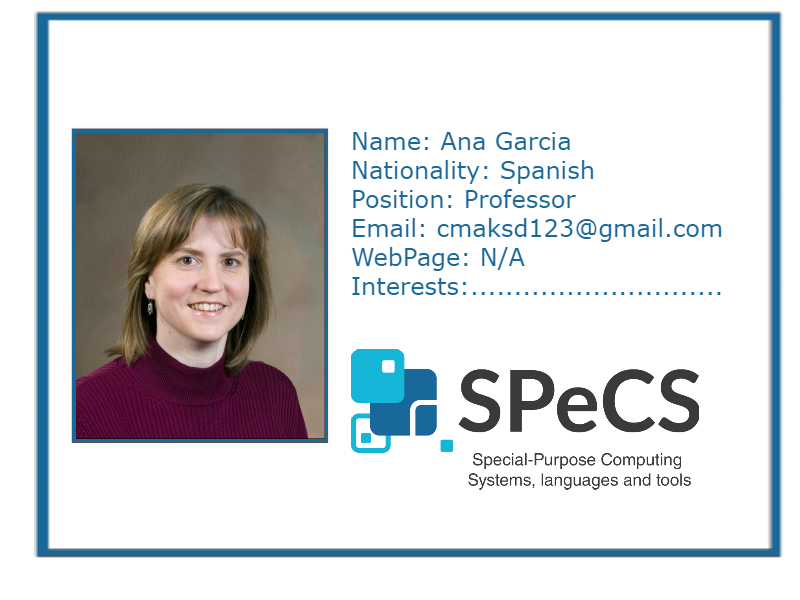 Name: Ana Garcia
Nationality: Spanish
Position: Professor
Email: cmaksd123@gmail.com
WebPage: N/A
Interests:.............................
SPeCS
Special-Purpose Computing
Systems, languages and tools